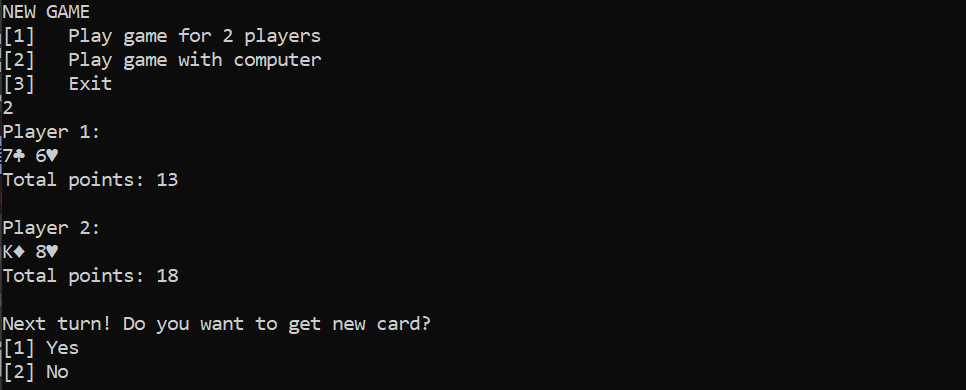 NEW GAME
[1]   Play game for 2 players
[2]   Play game with computer
[3]   Exit
2
Player 1:
7♣ 6♥
Total points: 13

Player 2:
K♦ 8♥
Total points: 18

Next turn! Do you want to get new card?
[1] Yes
[2] No